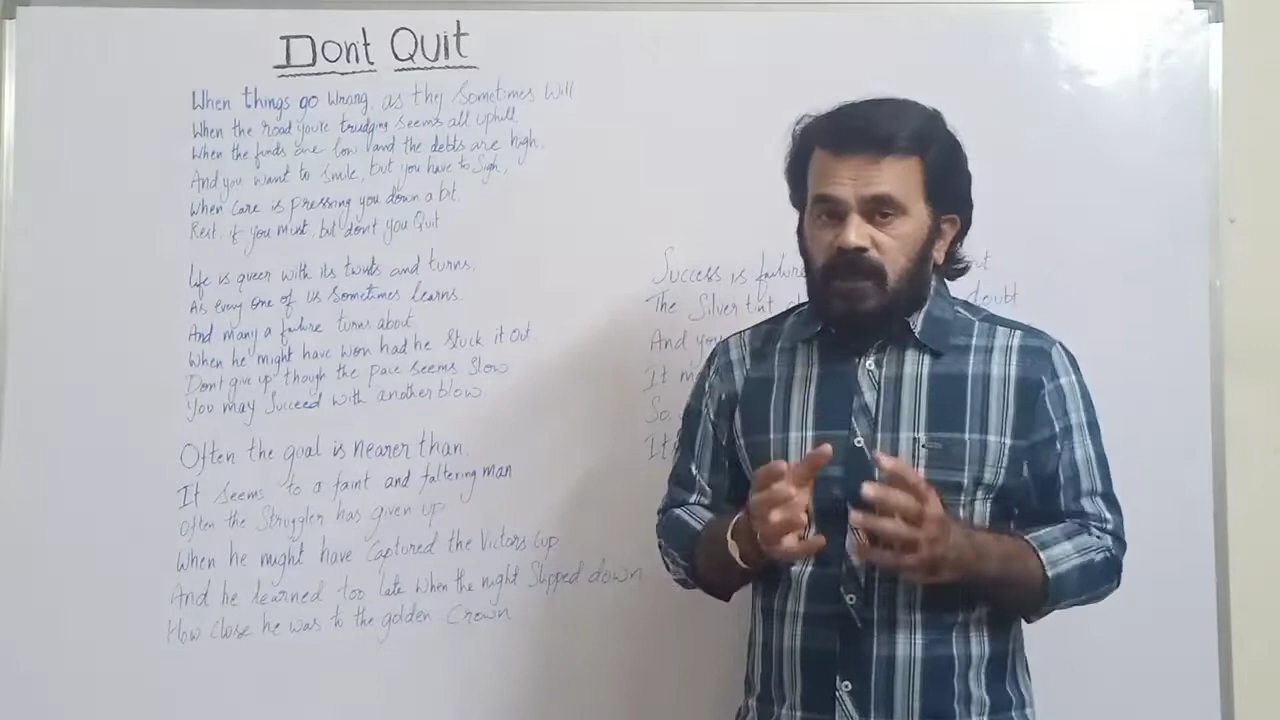 Dont Quit
When things go Wrong, as they Sometimes Will
When the road you're trudging seems all uphill,
When the funds are low and the debts are high.
And you want to Smile, but you have to Sigh,
When Care is pressing you down a bit.
Rest, if you must, but dont you Quit
Life is queer with its twists and turns.
As every one of us Sometimes learns.
And many a failure turns about
When he might have won had he Stuck it Out
Dont give up though the pace seems Slow
You may Succeed with another blow.
Often the goal is nearer than.
It Seems to a faint and faltering man
Often the Struggler has given up
When he might have Captured the Victors Cup
And he learned too late When the night Slipped down
How Close he was to the golden Crown
Success is failure
The Silver tint doubt
And you
It
So
It